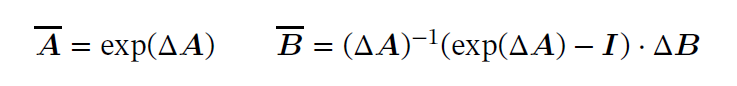 A̅ = exp(ΔA) B̅ = (ΔA)⁻¹(exp(ΔA) − I) · ΔB